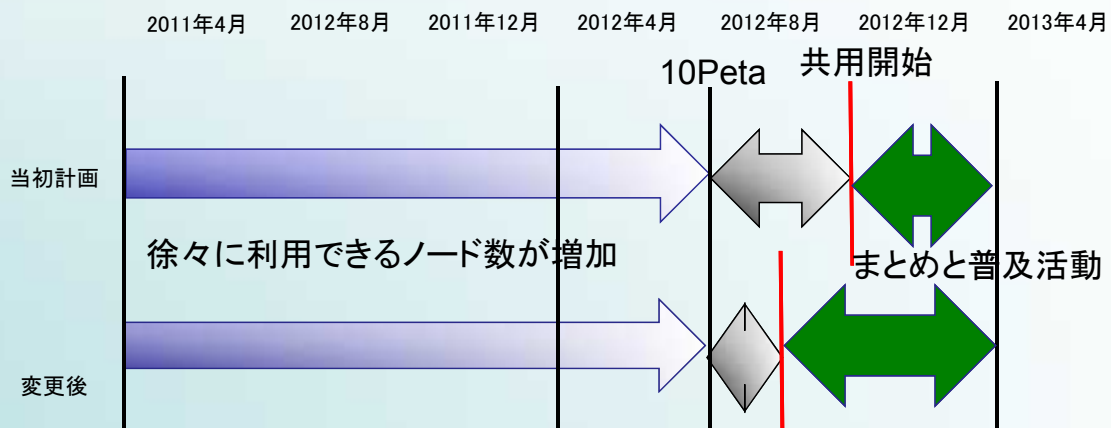 2011年4月 2012年8月 2011年12月 2012年4月 2012年8月 2012年12月 2013年4月
10Peta 共用開始
当初計画
徐々に利用できるノード数が増加
まとめと普及活動
変更後